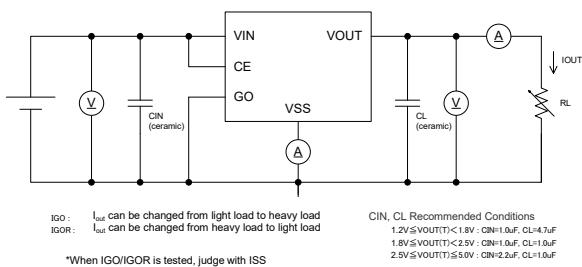 VIN
VOUT
A
CE
IOUT
GO
V
CIN
(ceramic)
VSS
CL
(ceramic)
V
RL
A
IGO : Iout can be changed from light load to heavy load
IGOR : Iout can be changed from heavy load to light load
*When IGO/IGOR is tested, judge with ISS
CIN, CL Recommended Conditions
1.2V≦VOUT(T)<1.8V : CIN=1.0uF, CL=4.7uF
1.8V≦VOUT(T)<2.5V : CIN=1.0uF, CL=1.0uF
2.5V≦VOUT(T)≦5.0V : CIN=2.2uF, CL=1.0uF